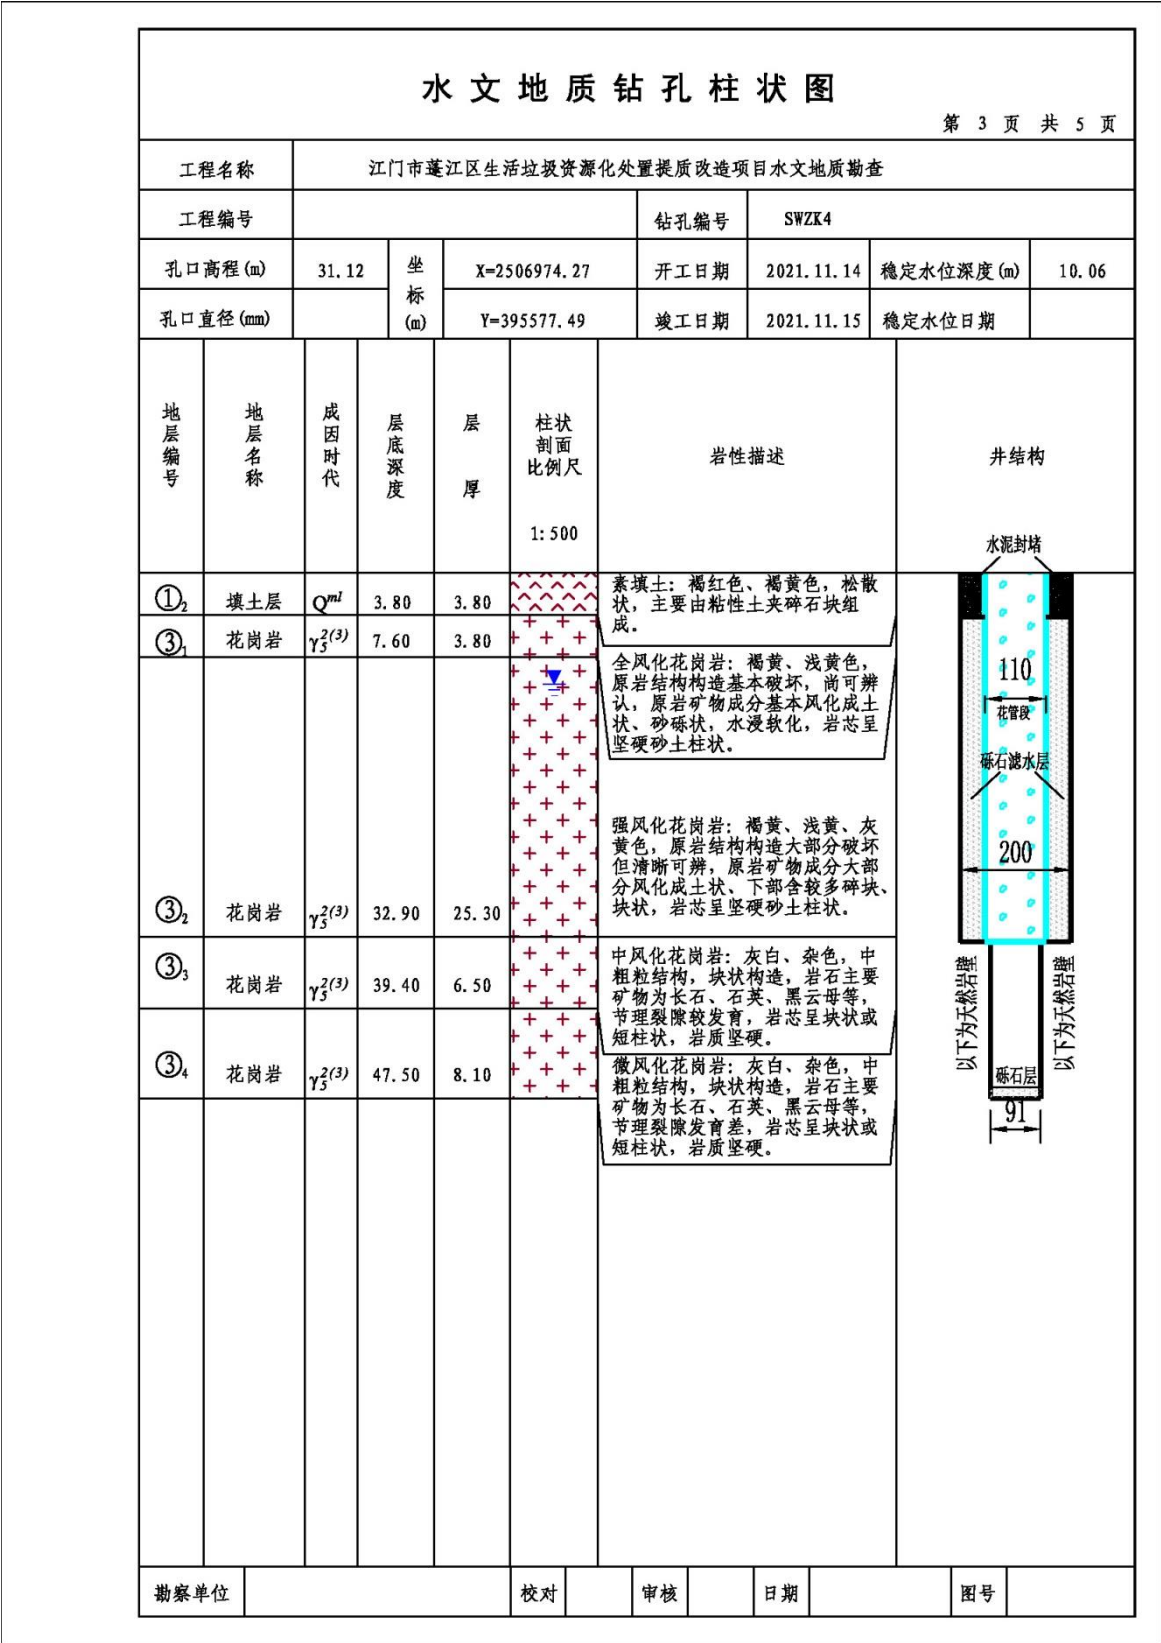 水文地质钻孔柱状图
第 3 页 共 5 页
工程名称 江门市蓬江区生活垃圾资源化处置提质改造项目水文地质勘查
工程编号 钻孔编号 SWZK4
孔口高程(m) 31.12 坐标(m) X=2506974.27 开工日期 2021.11.14 稳定水位深度(m) 10.06
孔口直径(mm) Y=395577.49 竣工日期 2021.11.15 稳定水位日期
地层编号 地层名称 成因时代 层底深度 层厚 柱状剖面比例尺 1:500 岩性描述 井结构
水泥封堵
①2 填土层 Q^ml 3.80 3.80
素填土：褐红色、褐黄色，松散
状，主要由粘性土夹碎石块组
成。
③1 花岗岩 γ5^2(3) 7.60 3.80
全风化花岗岩：褐黄、浅黄色，
原岩结构构造基本破坏，尚可辨
认，原岩矿物成分基本风化成土
状、砂砾状，水浸软化，岩芯呈
坚硬砂土柱状。
110
花管段
砾石滤水层
200
③2 花岗岩 γ5^2(3) 32.90 25.30
强风化花岗岩：褐黄、浅黄、灰
黄色，原岩结构构造大部分破坏
但清晰可辨，原岩矿物成分大部
分风化成土状、下部含较多碎块、
块状，岩芯呈坚硬砂土柱状。
③3 花岗岩 γ5^2(3) 39.40 6.50
中风化花岗岩：灰白、杂色，中
粗粒结构，块状构造，岩石主要
矿物为长石、石英、黑云母等，
节理裂隙较发育，岩芯呈块状或
短柱状，岩质坚硬。
以下为天然岩壁
以下为天然岩壁
③4 花岗岩 γ5^2(3) 47.50 8.10
微风化花岗岩：灰白、杂色，中
粗粒结构，块状构造，岩石主要
矿物为长石、石英、黑云母等，
节理裂隙发育差，岩芯呈块状或
短柱状，岩质坚硬。
砾石层
91
勘察单位 校对 审核 日期 图号